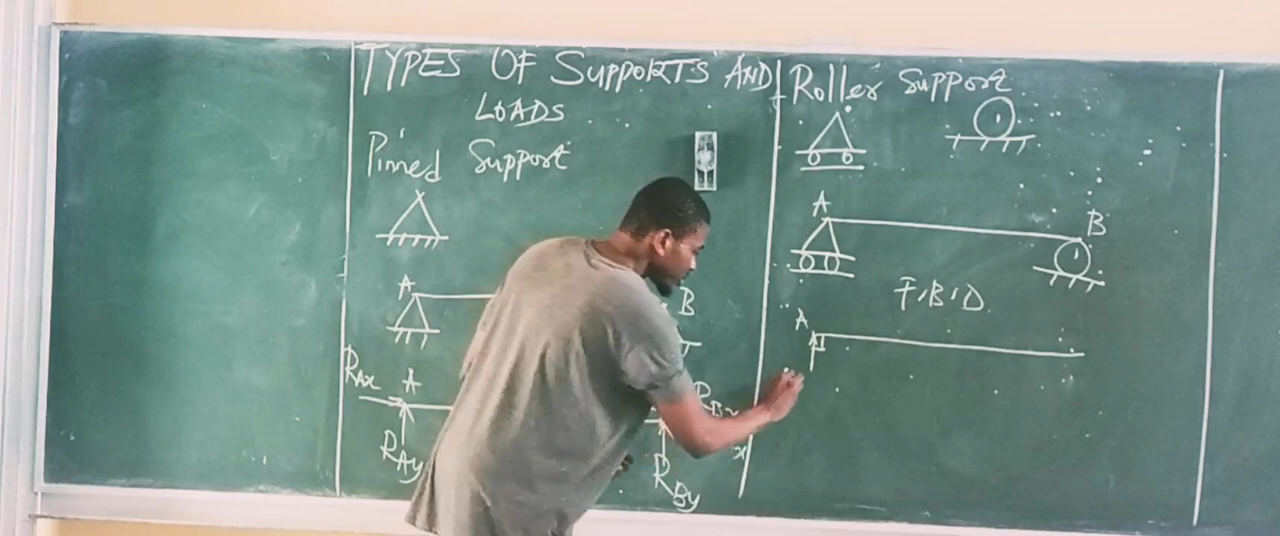 TYPES OF SUPPORTS AND
LOADS
Pinned Support
A
B
RAx A
RBx
RAy
RBy
x
Roller Support
A
B
F.B.D
A